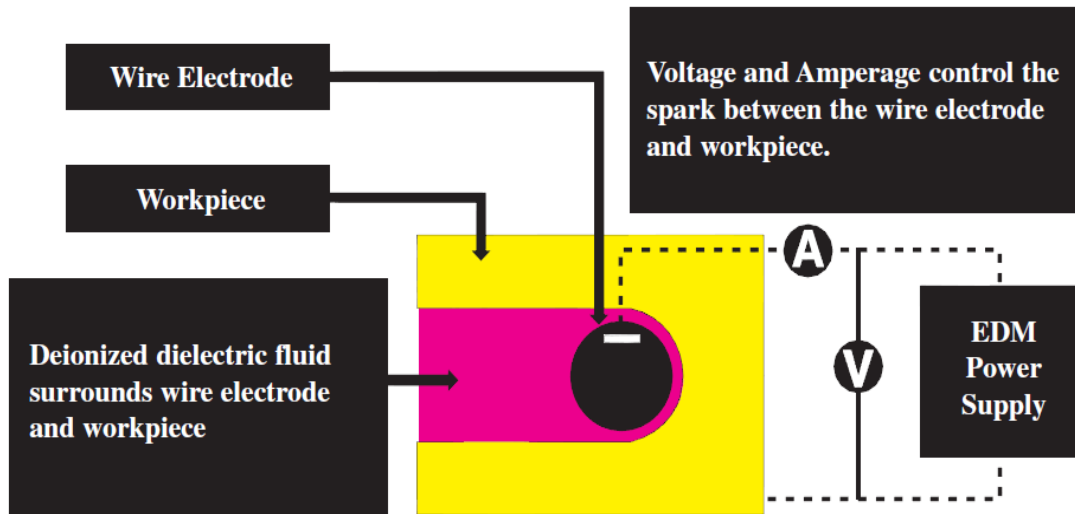 Wire Electrode
Voltage and Amperage control the
spark between the wire electrode
and workpiece.
Workpiece
A
Deionized dielectric fluid
surrounds wire electrode
and workpiece
V
EDM
Power
Supply